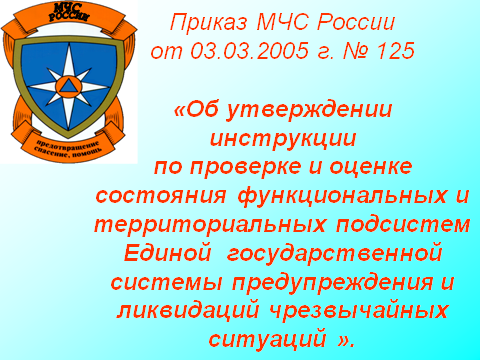 МЧС
РОССИИ
предотвращение
спасение, помощь
Приказ МЧС России
от 03.03.2005 г. № 125
«Об утверждении
инструкции
по проверке и оценке
состояния функциональных и
территориальных подсистем
Единой государственной
системы предупреждения и
ликвидаций чрезвычайных
ситуаций ».